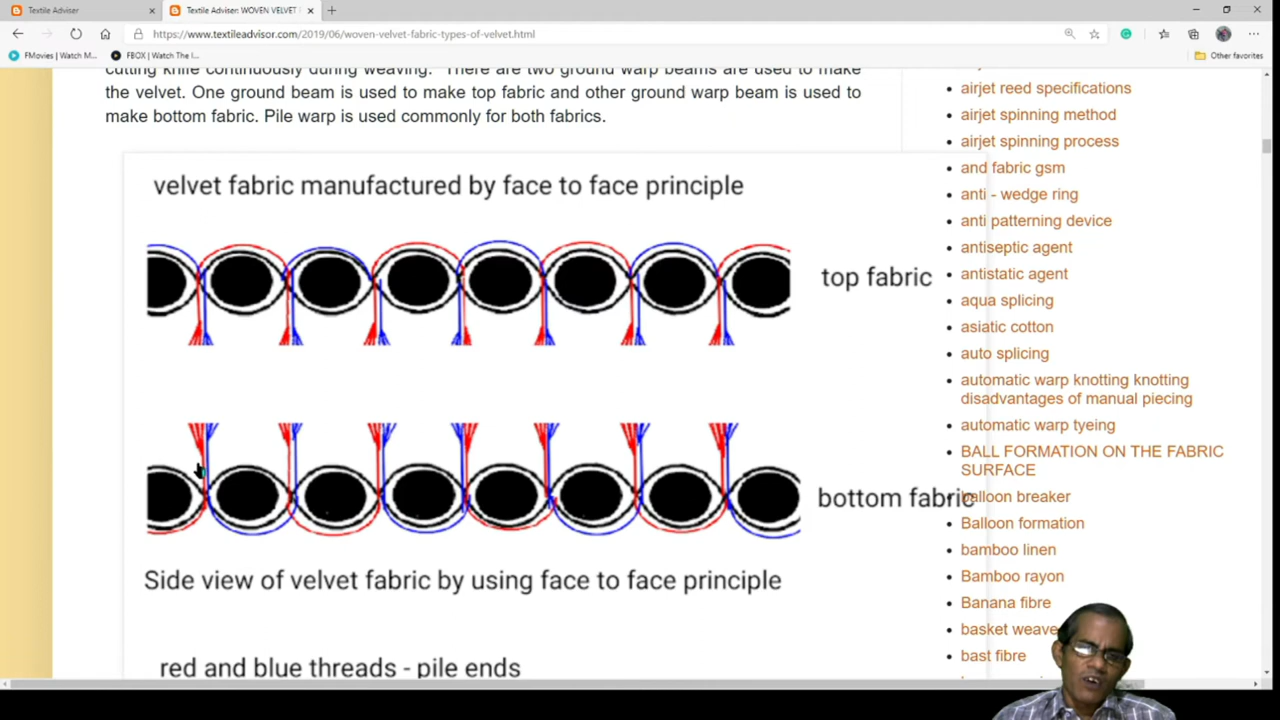 Textile Adviser
Textile Adviser: WOVEN VELVET
https://www.textileadvisor.com/2019/06/woven-velvet-fabric-types-of-velvet.html
FMovies | Watch M...
FBOX | Watch The I...
Other favorites
cutting knife continuously during weaving. There are two ground warp beams are used to make
the velvet. One ground beam is used to make top fabric and other ground warp beam is used to
make bottom fabric. Pile warp is used commonly for both fabrics.
velvet fabric manufactured by face to face principle
top fabric
bottom fabric
Side view of velvet fabric by using face to face principle
red and blue threads - pile ends
airjet reed specifications
airjet spinning method
airjet spinning process
and fabric gsm
anti - wedge ring
anti patterning device
antiseptic agent
antistatic agent
aqua splicing
asiatic cotton
auto splicing
automatic warp knotting knotting
disadvantages of manual piecing
automatic warp tyeing
BALL FORMATION ON THE FABRIC
SURFACE
balloon breaker
Balloon formation
bamboo linen
Bamboo rayon
Banana fibre
basket weave
bast fibre